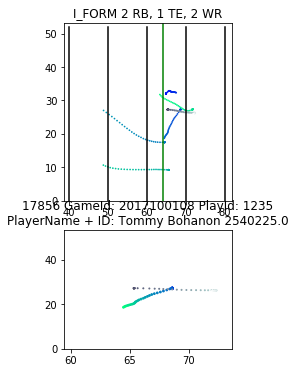 I_FORM 2 RB, 1 TE, 2 WR
50
40
30
20
10
0
40 50 60 70 80
17856 GameId: 2017100108 PlayId: 1235
PlayerName + ID: Tommy Bohanon 2540225.0
40
20
0
60 65 70